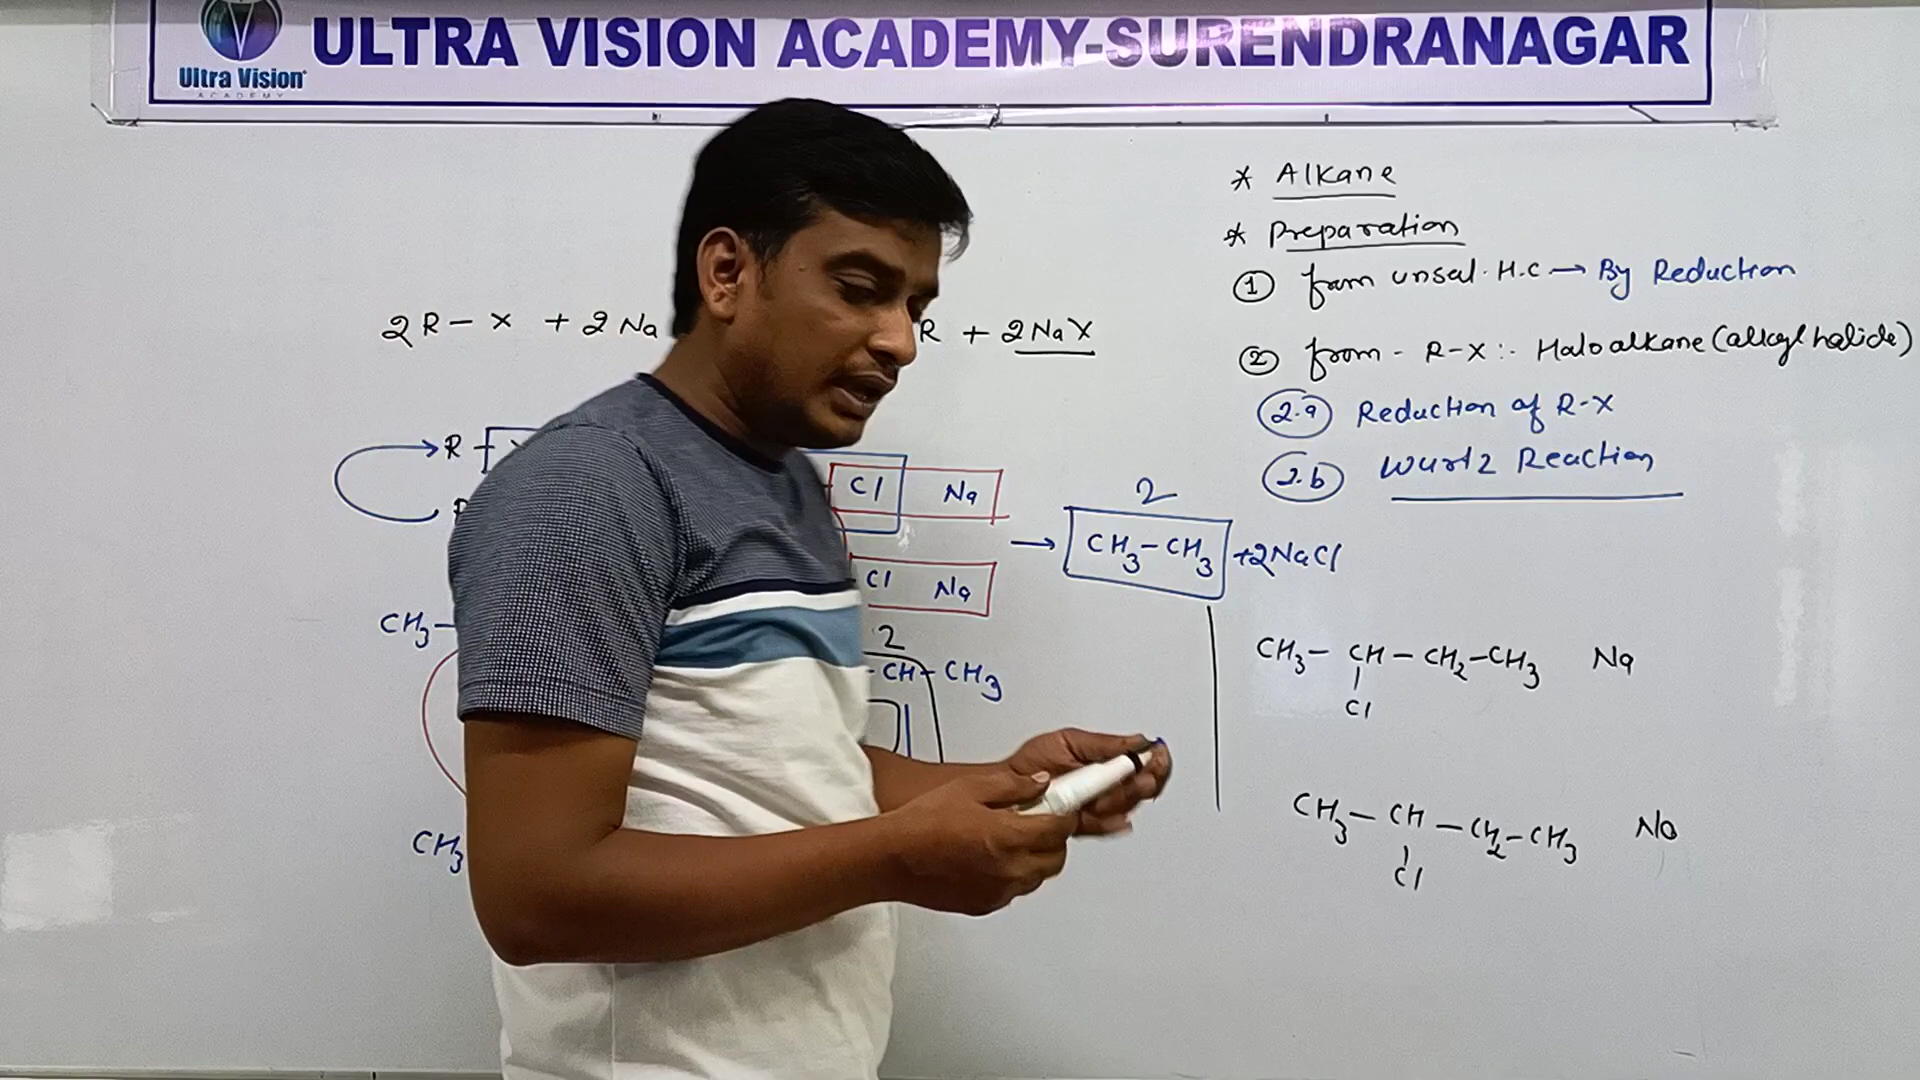 ULTRA VISION ACADEMY-SURENDRANAGAR
Ultra Vision
ACADEMY
* Alkane
* Preparation
① from unsat. H.C → By Reduction
② from - R-X :- Haloalkane (alkyl halide)
2.a Reduction of R-X
2.b Wurtz Reaction
2R-X + 2Na
R + 2NaX
R -
Cl Na
Cl Na
→ CH3-CH3 + 2NaCl
2
CH3-
2
-CH-CH3
CH3
CH3-CH-CH2-CH3 Na
Cl
CH3-CH-CH2-CH3 Na
Cl